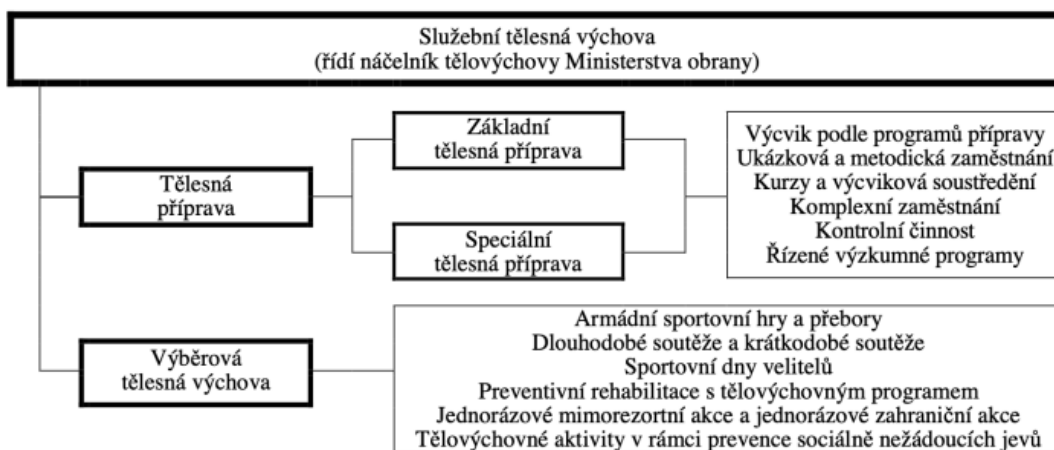 Služební tělesná výchova
(řídí náčelník tělovýchovy Ministerstva obrany)
Základní
tělesná příprava
Tělesná
příprava
Speciální
tělesná příprava
Výcvik podle programů přípravy
Ukázková a metodická zaměstnání
Kurzy a výcviková soustředění
Komplexní zaměstnání
Kontrolní činnost
Řízené výzkumné programy
Výběrová
tělesná výchova
Armádní sportovní hry a přebory
Dlouhodobé soutěže a krátkodobé soutěže
Sportovní dny velitelů
Preventivní rehabilitace s tělovýchovným programem
Jednorázové mimorezortní akce a jednorázové zahraniční akce
Tělovýchovné aktivity v rámci prevence sociálně nežádoucích jevů